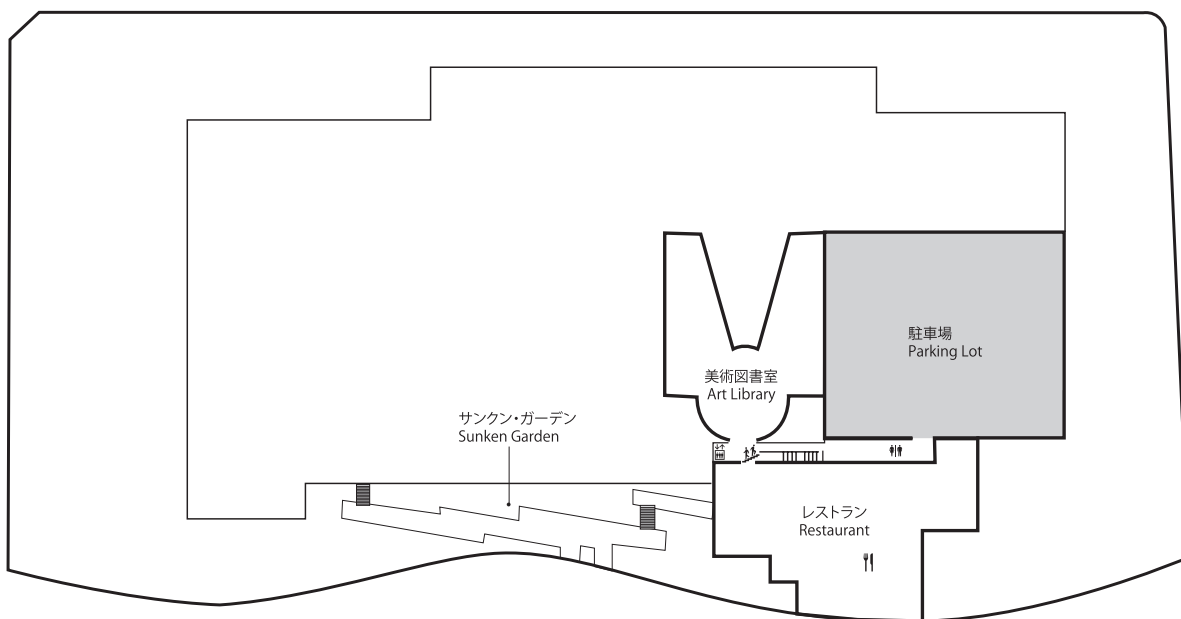 駐車場
Parking Lot
美術図書室
Art Library
サンクン・ガーデン
Sunken Garden
レストラン
Restaurant